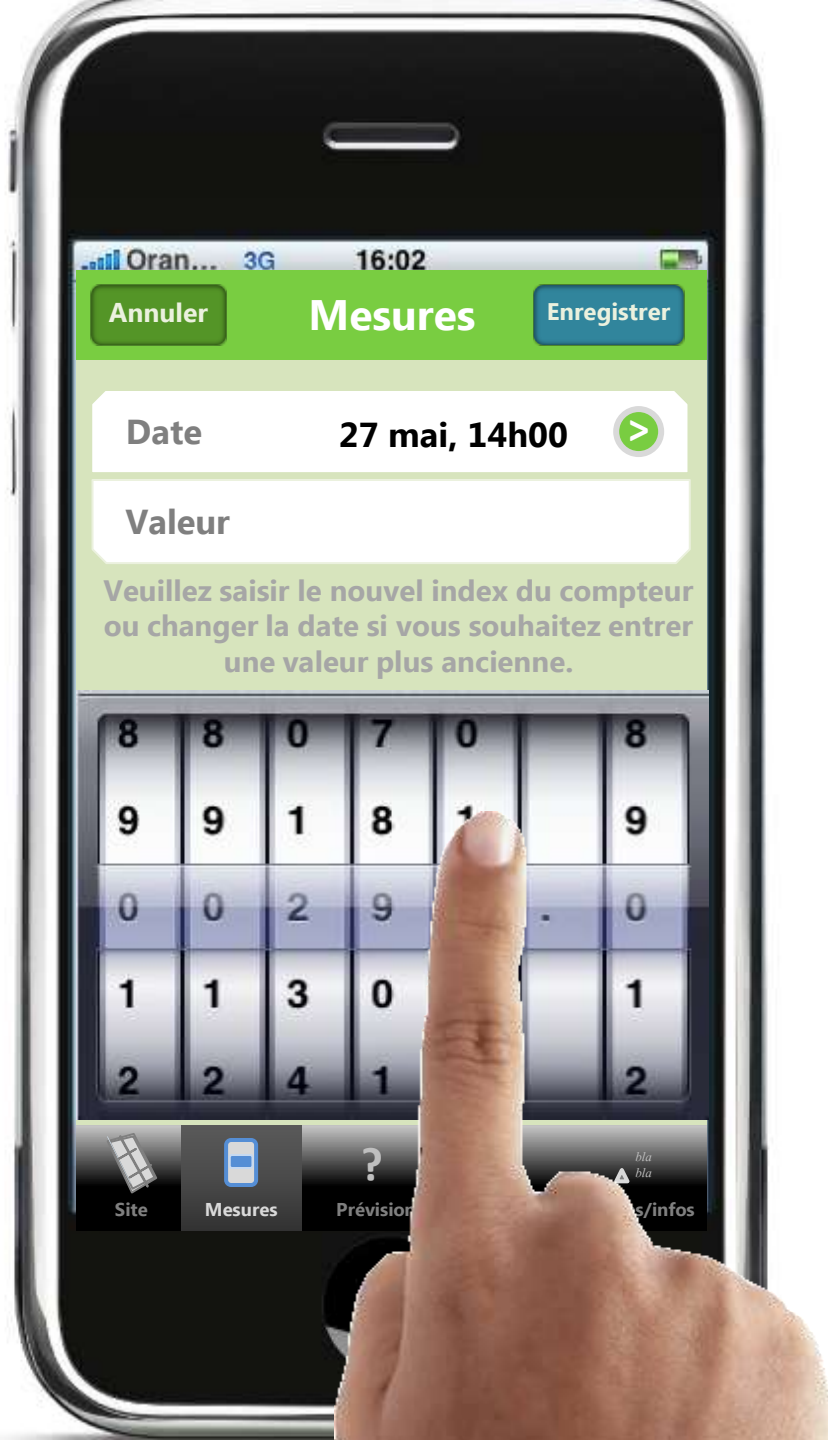 Oran... 3G 16:02
Annuler Mesures Enregistrer
Date 27 mai, 14h00 >
Valeur
Veuillez saisir le nouvel index du compteur
ou changer la date si vous souhaitez entrer
une valeur plus ancienne.
8 8 0 7 0 8
9 9 1 8 1 9
0 0 2 9 . 0
1 1 3 0 1
2 2 4 1 2
? bla
bla
Site Mesures /infos